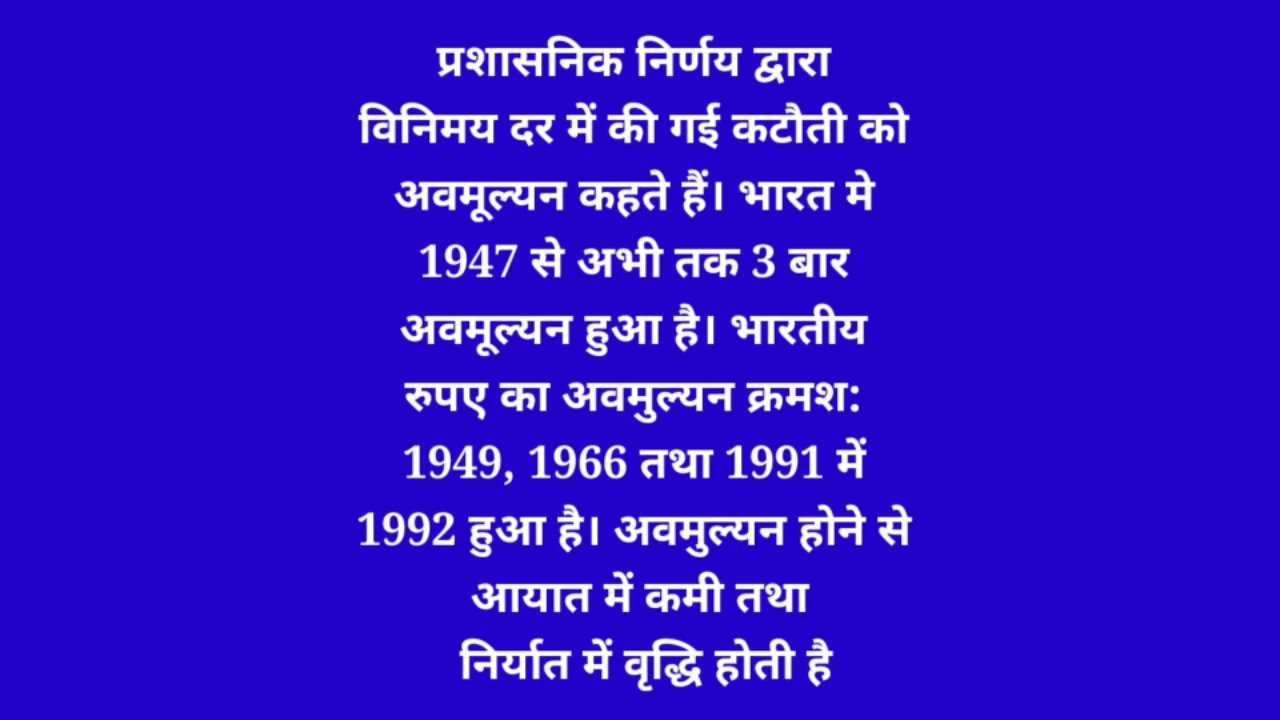 प्रशासनिक निर्णय द्वारा
विनिमय दर में की गई कटौती को
अवमूल्यन कहते हैं। भारत मे
1947 से अभी तक 3 बार
अवमूल्यन हुआ है। भारतीय
रुपए का अवमुल्यन क्रमश:
1949, 1966 तथा 1991 में
1992 हुआ है। अवमुल्यन होने से
आयात में कमी तथा
निर्यात में वृद्धि होती है